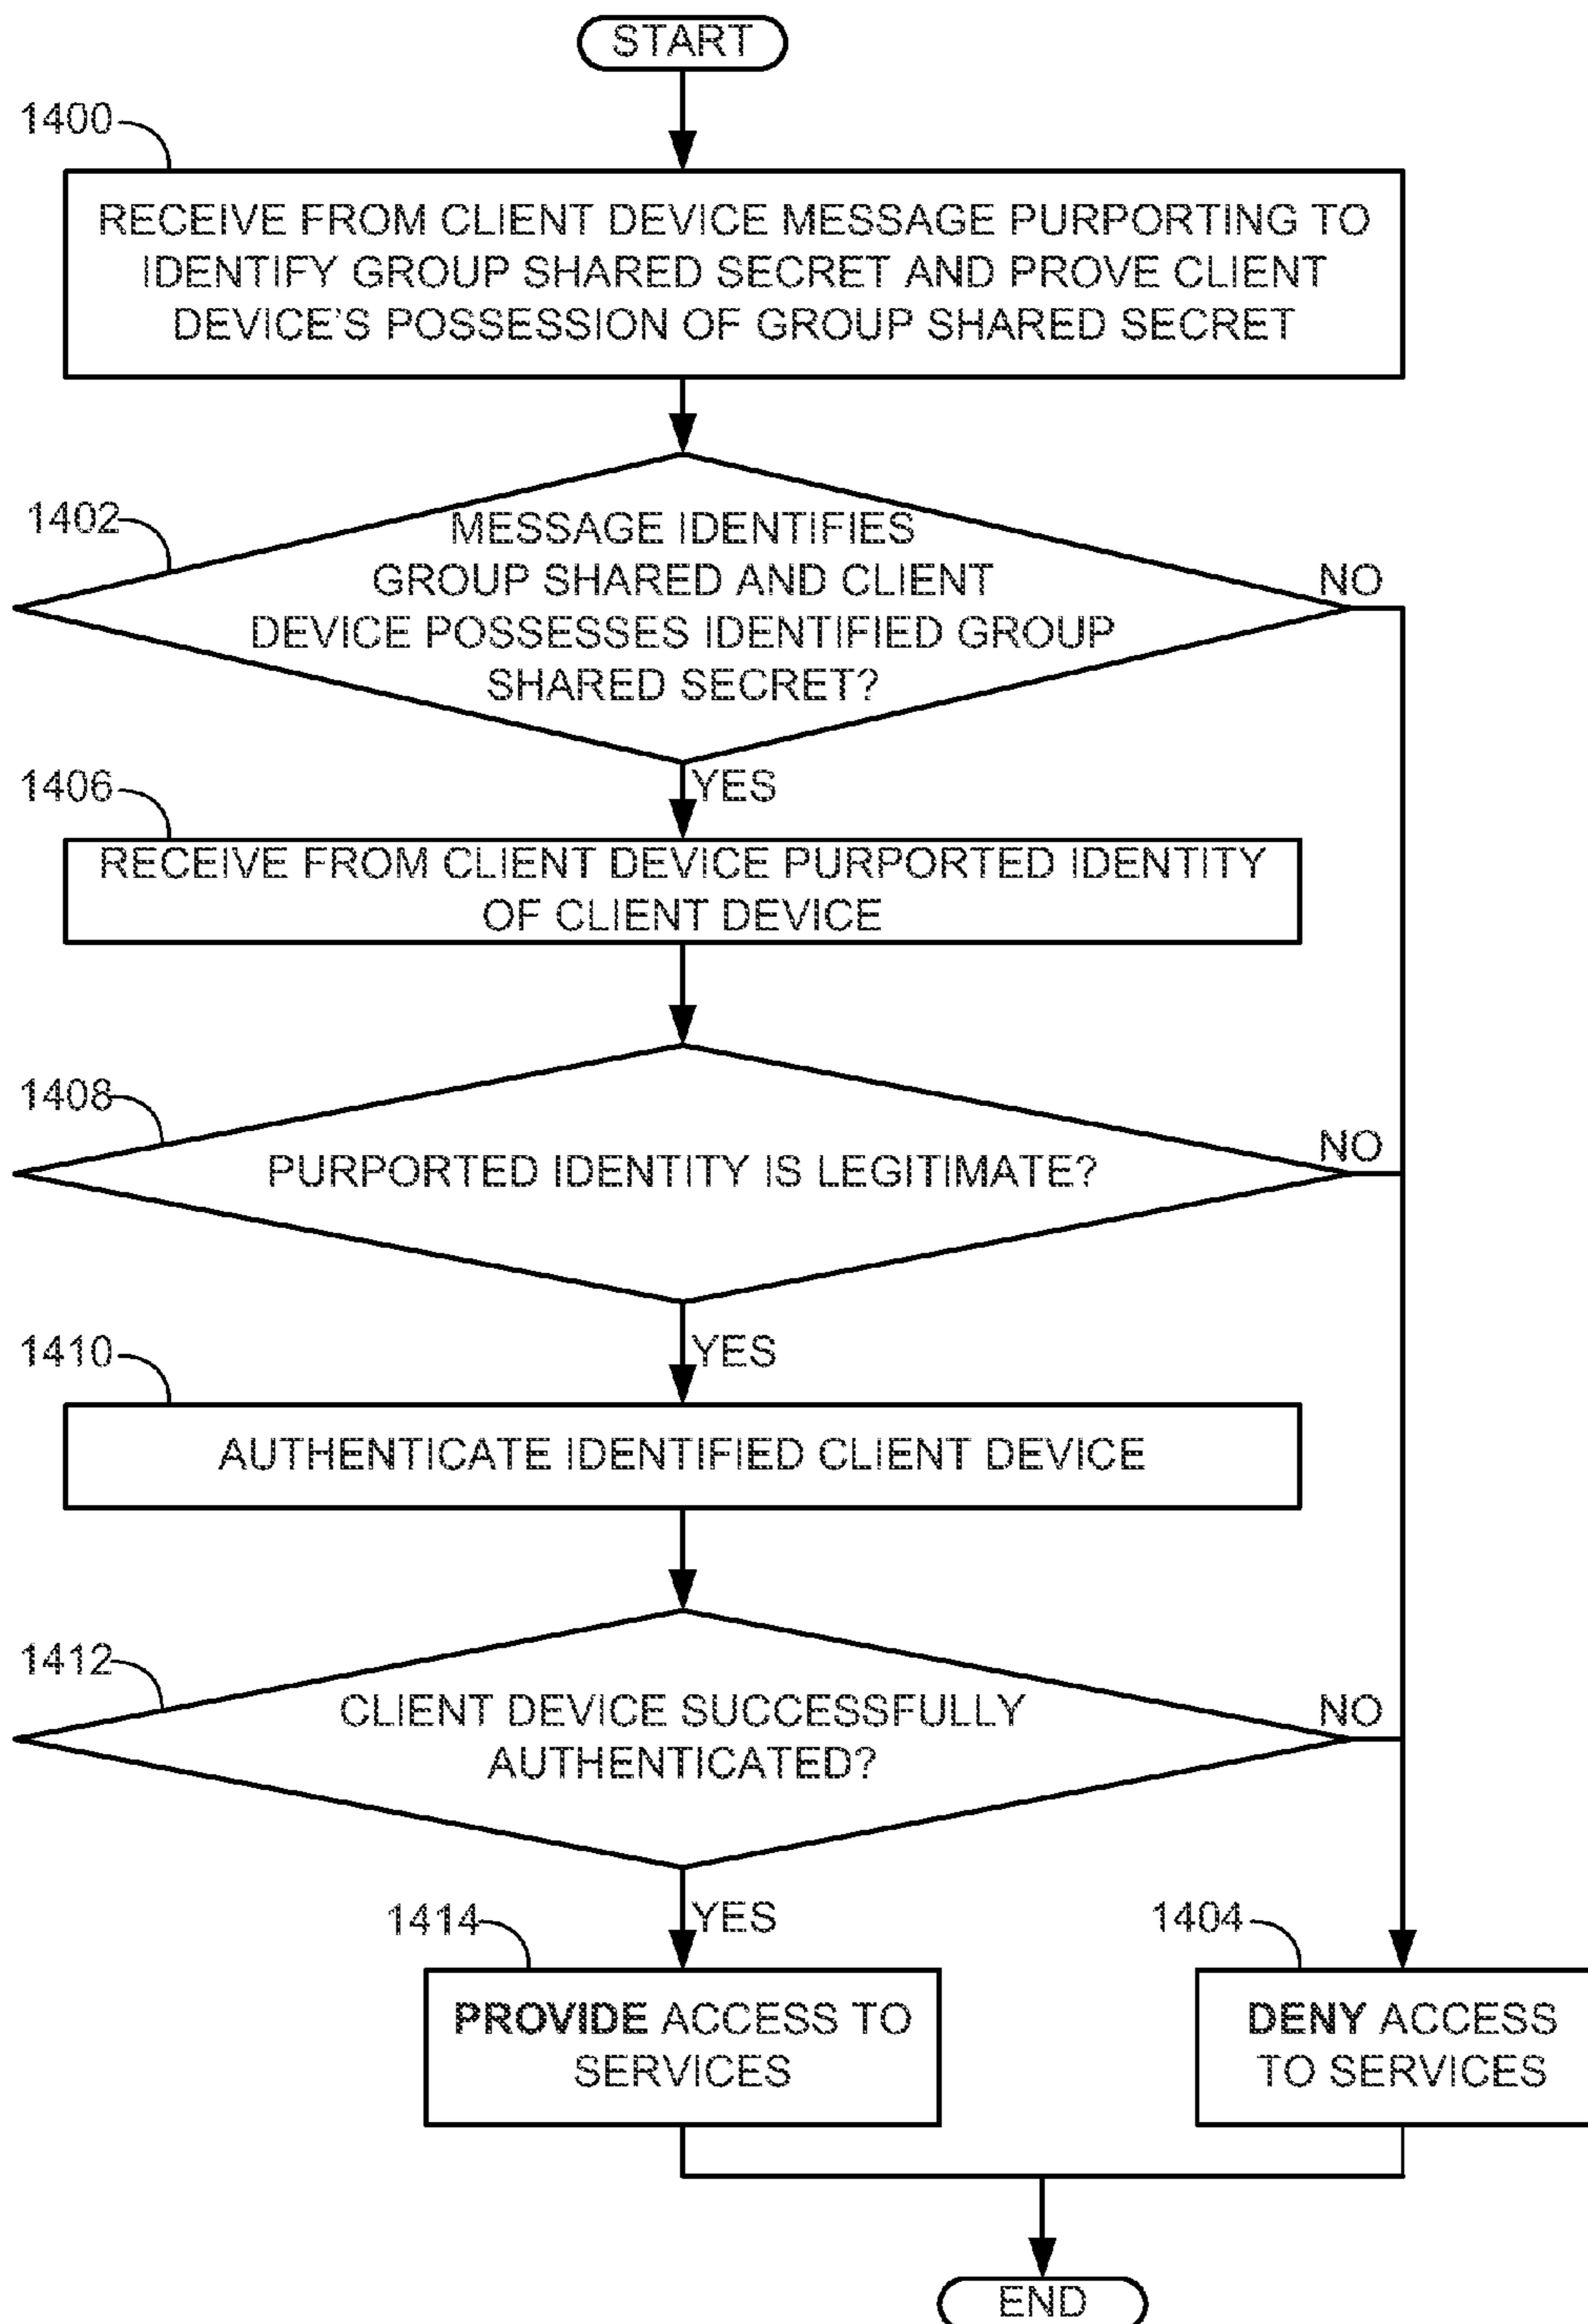 START
1400
RECEIVE FROM CLIENT DEVICE MESSAGE PURPORTING TO
IDENTIFY GROUP SHARED SECRET AND PROVE CLIENT
DEVICE'S POSSESSION OF GROUP SHARED SECRET
1402
MESSAGE IDENTIFIES
GROUP SHARED AND CLIENT
DEVICE POSSESSES IDENTIFIED GROUP
SHARED SECRET?
NO
YES
1406
RECEIVE FROM CLIENT DEVICE PURPORTED IDENTITY
OF CLIENT DEVICE
1408
PURPORTED IDENTITY IS LEGITIMATE?
NO
YES
1410
AUTHENTICATE IDENTIFIED CLIENT DEVICE
1412
CLIENT DEVICE SUCCESSFULLY
AUTHENTICATED?
NO
YES
1414
PROVIDE ACCESS TO
SERVICES
1404
DENY ACCESS
TO SERVICES
END